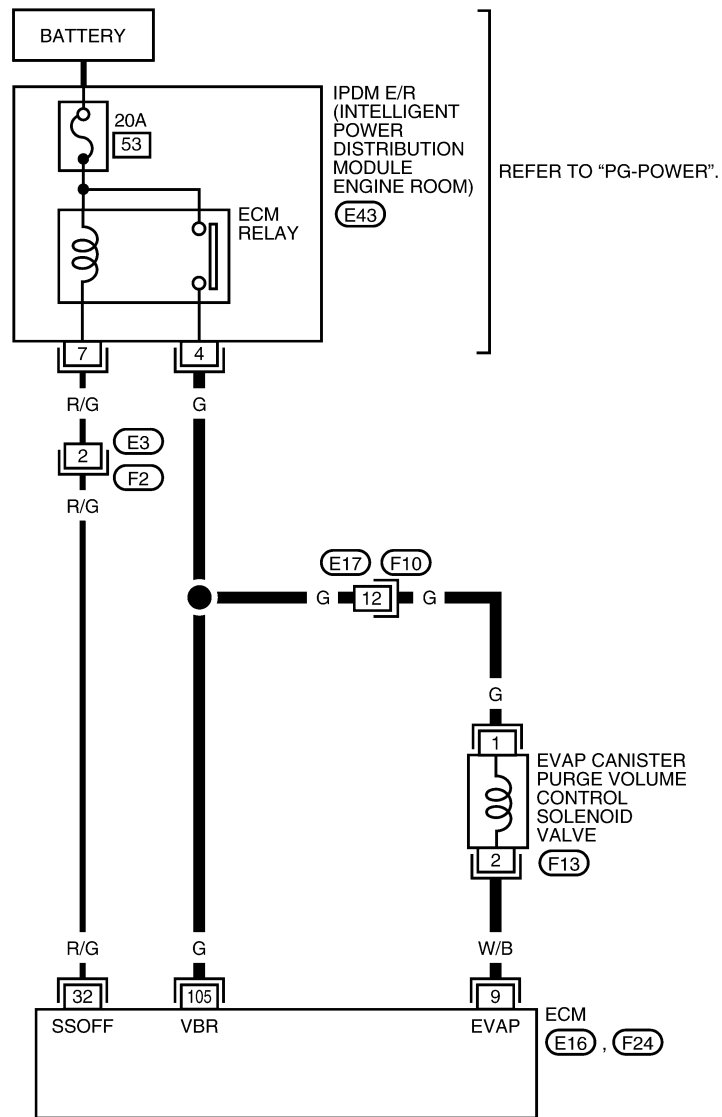 BATTERY
20A
53
IPDM E/R
(INTELLIGENT
POWER
DISTRIBUTION
MODULE
ENGINE ROOM)
E43
REFER TO “PG-POWER”.
ECM
RELAY
7
4
R/G
G
2
E3
F2
R/G
E17
F10
G
12
G
G
1
EVAP CANISTER
PURGE VOLUME
CONTROL
SOLENOID
VALVE
2
F13
R/G
G
W/B
32
105
9
SSOFF
VBR
EVAP
ECM
E16 , F24